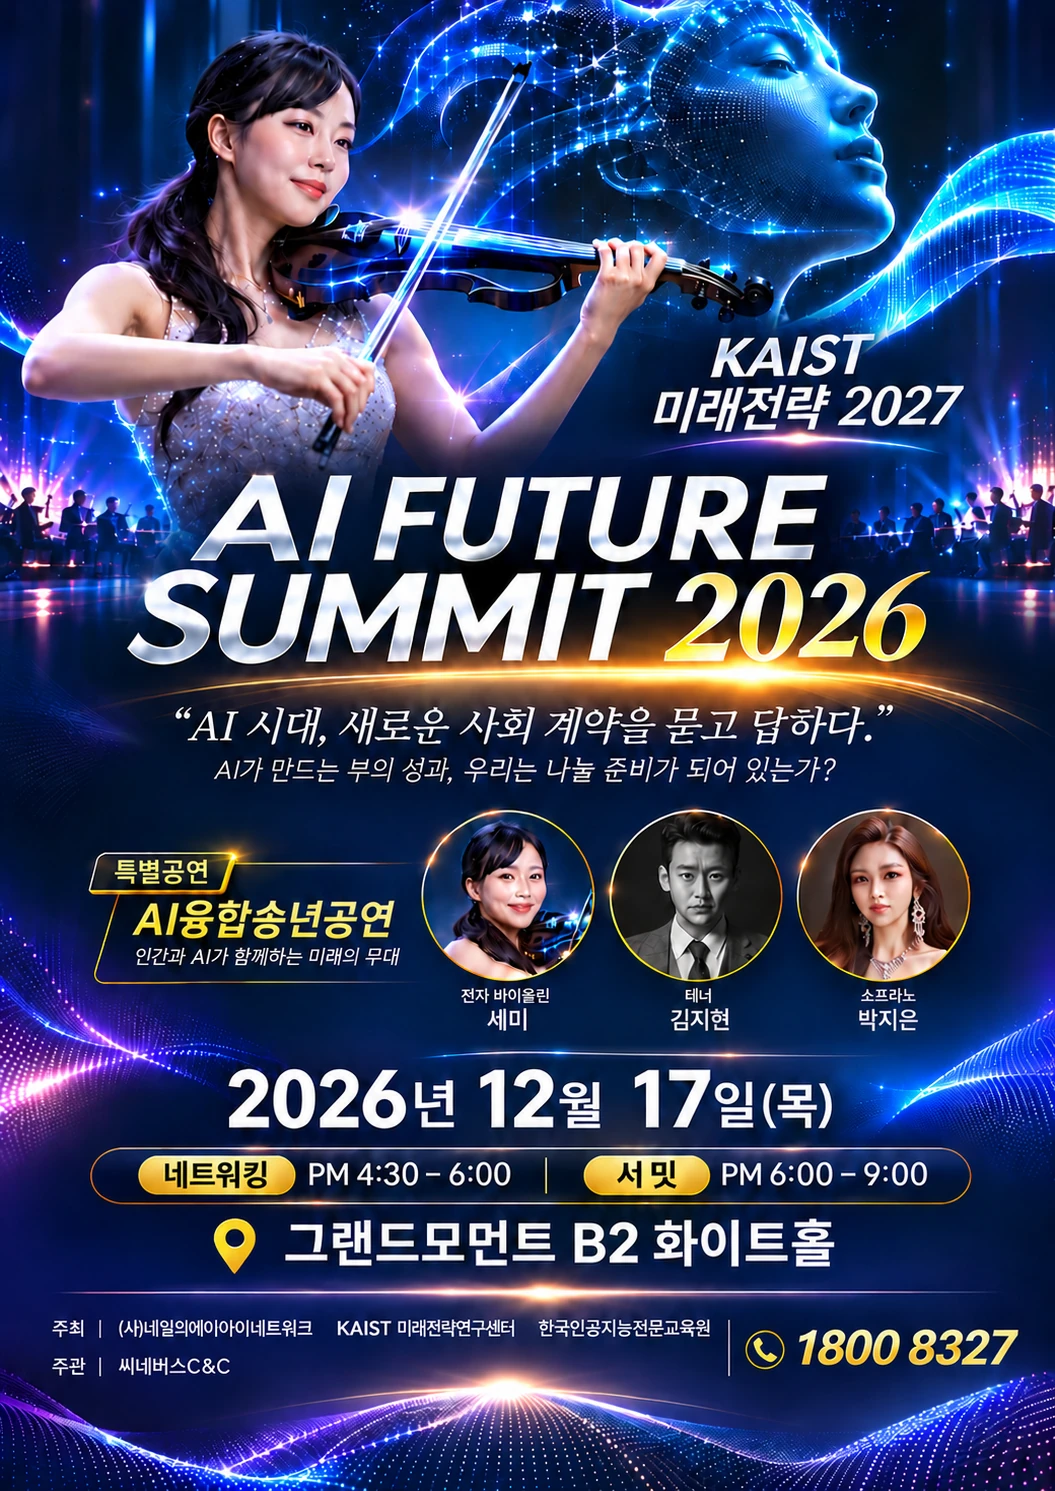 KAIST
미래전략 2027
AI FUTURE
SUMMIT 2026
“AI 시대, 새로운 사회 계약을 묻고 답하다.”
AI가 만드는 부의 성과, 우리는 나눌 준비가 되어 있는가?
특별공연
AI융합송년공연
인간과 AI가 함께하는 미래의 무대
전자 바이올린
세미
테너
김지현
소프라노
박지은
2026년 12월 17일(목)
네트워킹 PM 4:30 – 6:00 | 서밋 PM 6:00 – 9:00
그랜드모먼트 B2 화이트홀
주최 | (사)네일의에이아이네트워크 KAIST 미래전략연구센터 한국인공지능전문교육원
주관 | 씨네버스C&C
1800 8327